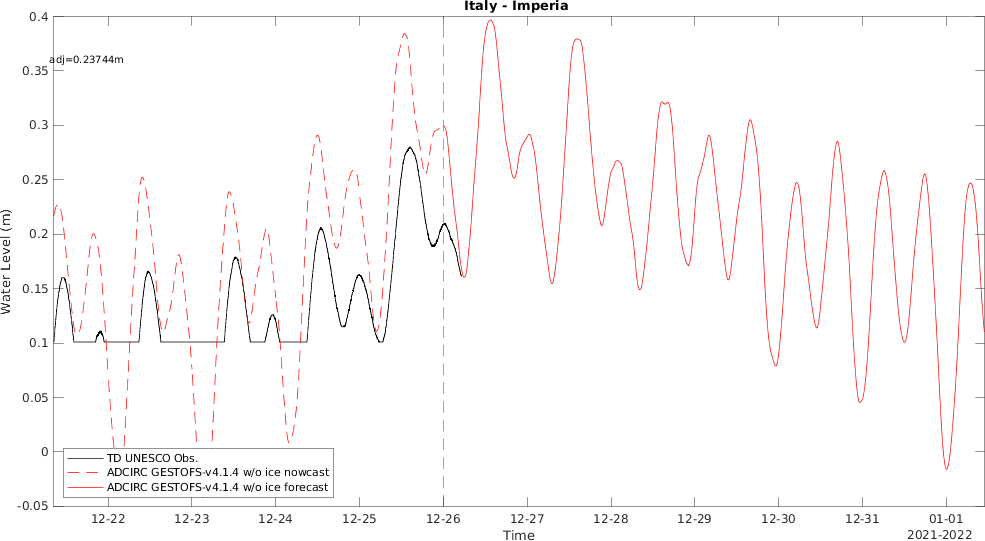 Italy - Imperia
adj=0.23744m
0.4
0.35
0.3
0.25
0.2
0.15
0.1
0.05
0
-0.05
Water Level (m)
TD UNESCO Obs.
ADCIRC GESTOFS-v4.1.4 w/o ice nowcast
ADCIRC GESTOFS-v4.1.4 w/o ice forecast
12-22 12-23 12-24 12-25 12-26 12-27 12-28 12-29 12-30 12-31 01-01
Time
2021-2022